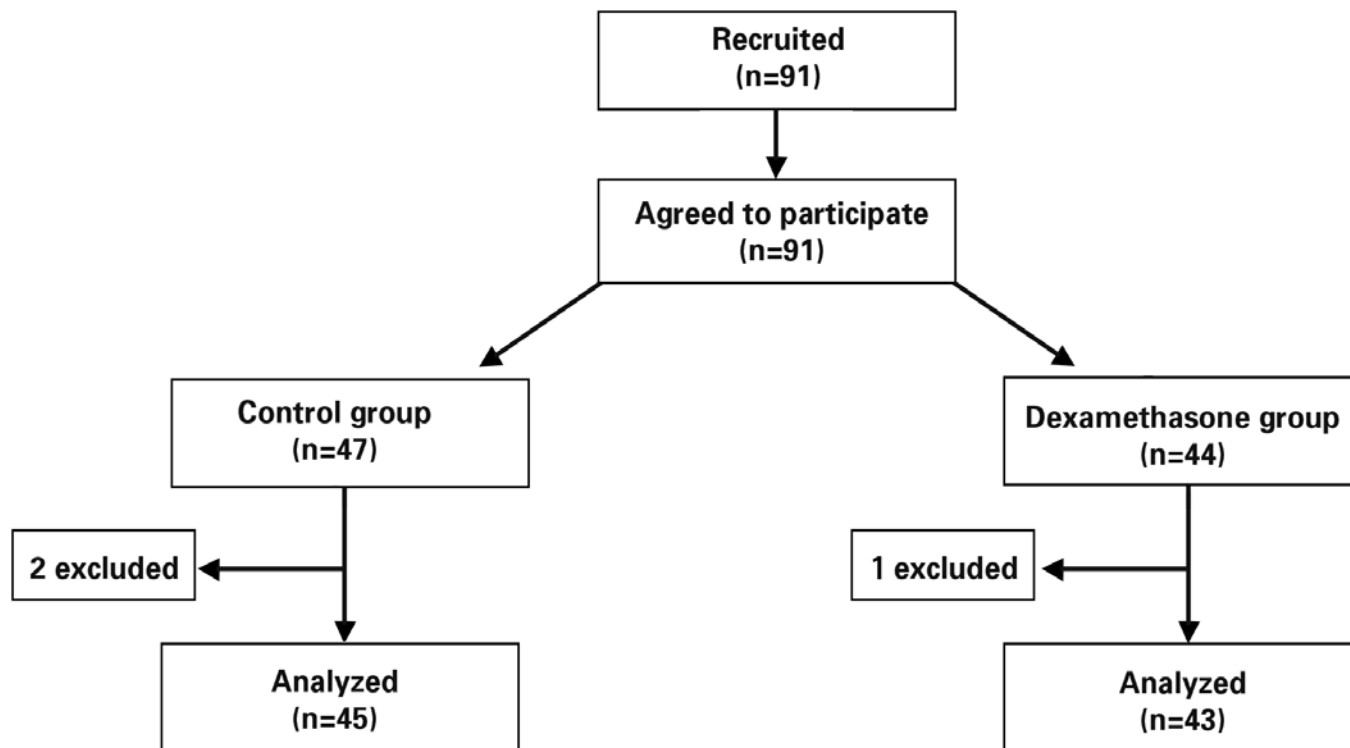 Recruited
(n=91)
Agreed to participate
(n=91)
Control group
(n=47)
Dexamethasone group
(n=44)
2 excluded
1 excluded
Analyzed
(n=45)
Analyzed
(n=43)